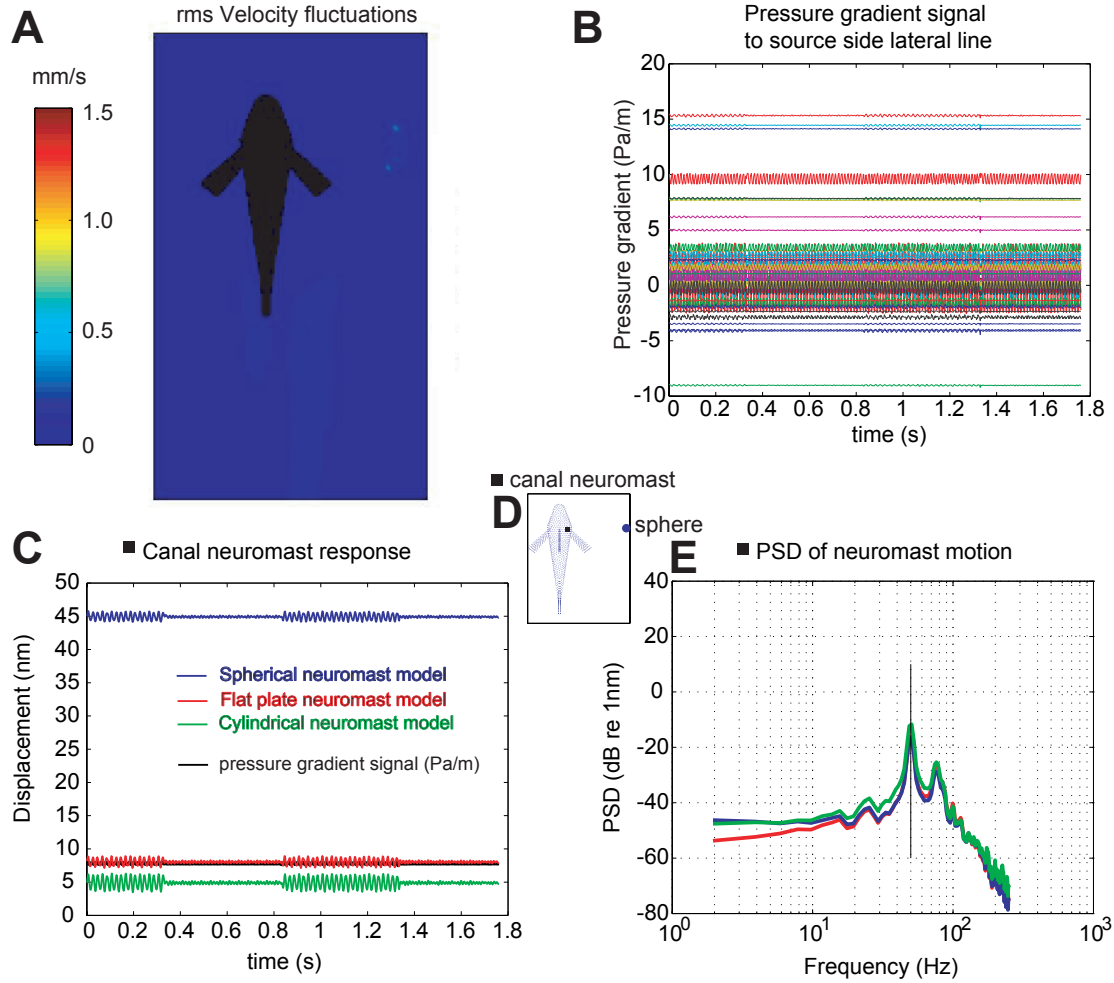 A
rms Velocity fluctuations
mm/s
1.5
1.0
0.5
0
B
Pressure gradient signal
to source side lateral line
Pressure gradient (Pa/m)
20
15
10
5
0
-5
-10
0 0.2 0.4 0.6 0.8 1 1.2 1.4 1.6 1.8
time (s)
C
Canal neuromast response
Displacement (nm)
50
45
40
35
30
25
20
15
10
5
0
Spherical neuromast model
Flat plate neuromast model
Cylindrical neuromast model
pressure gradient signal (Pa/m)
0 0.2 0.4 0.6 0.8 1 1.2 1.4 1.6 1.8
time (s)
canal neuromast
D
sphere
E
PSD of neuromast motion
PSD (dB re 1nm)
40
20
0
-20
-40
-60
-80
10^0 10^1 10^2 10^3
Frequency (Hz)